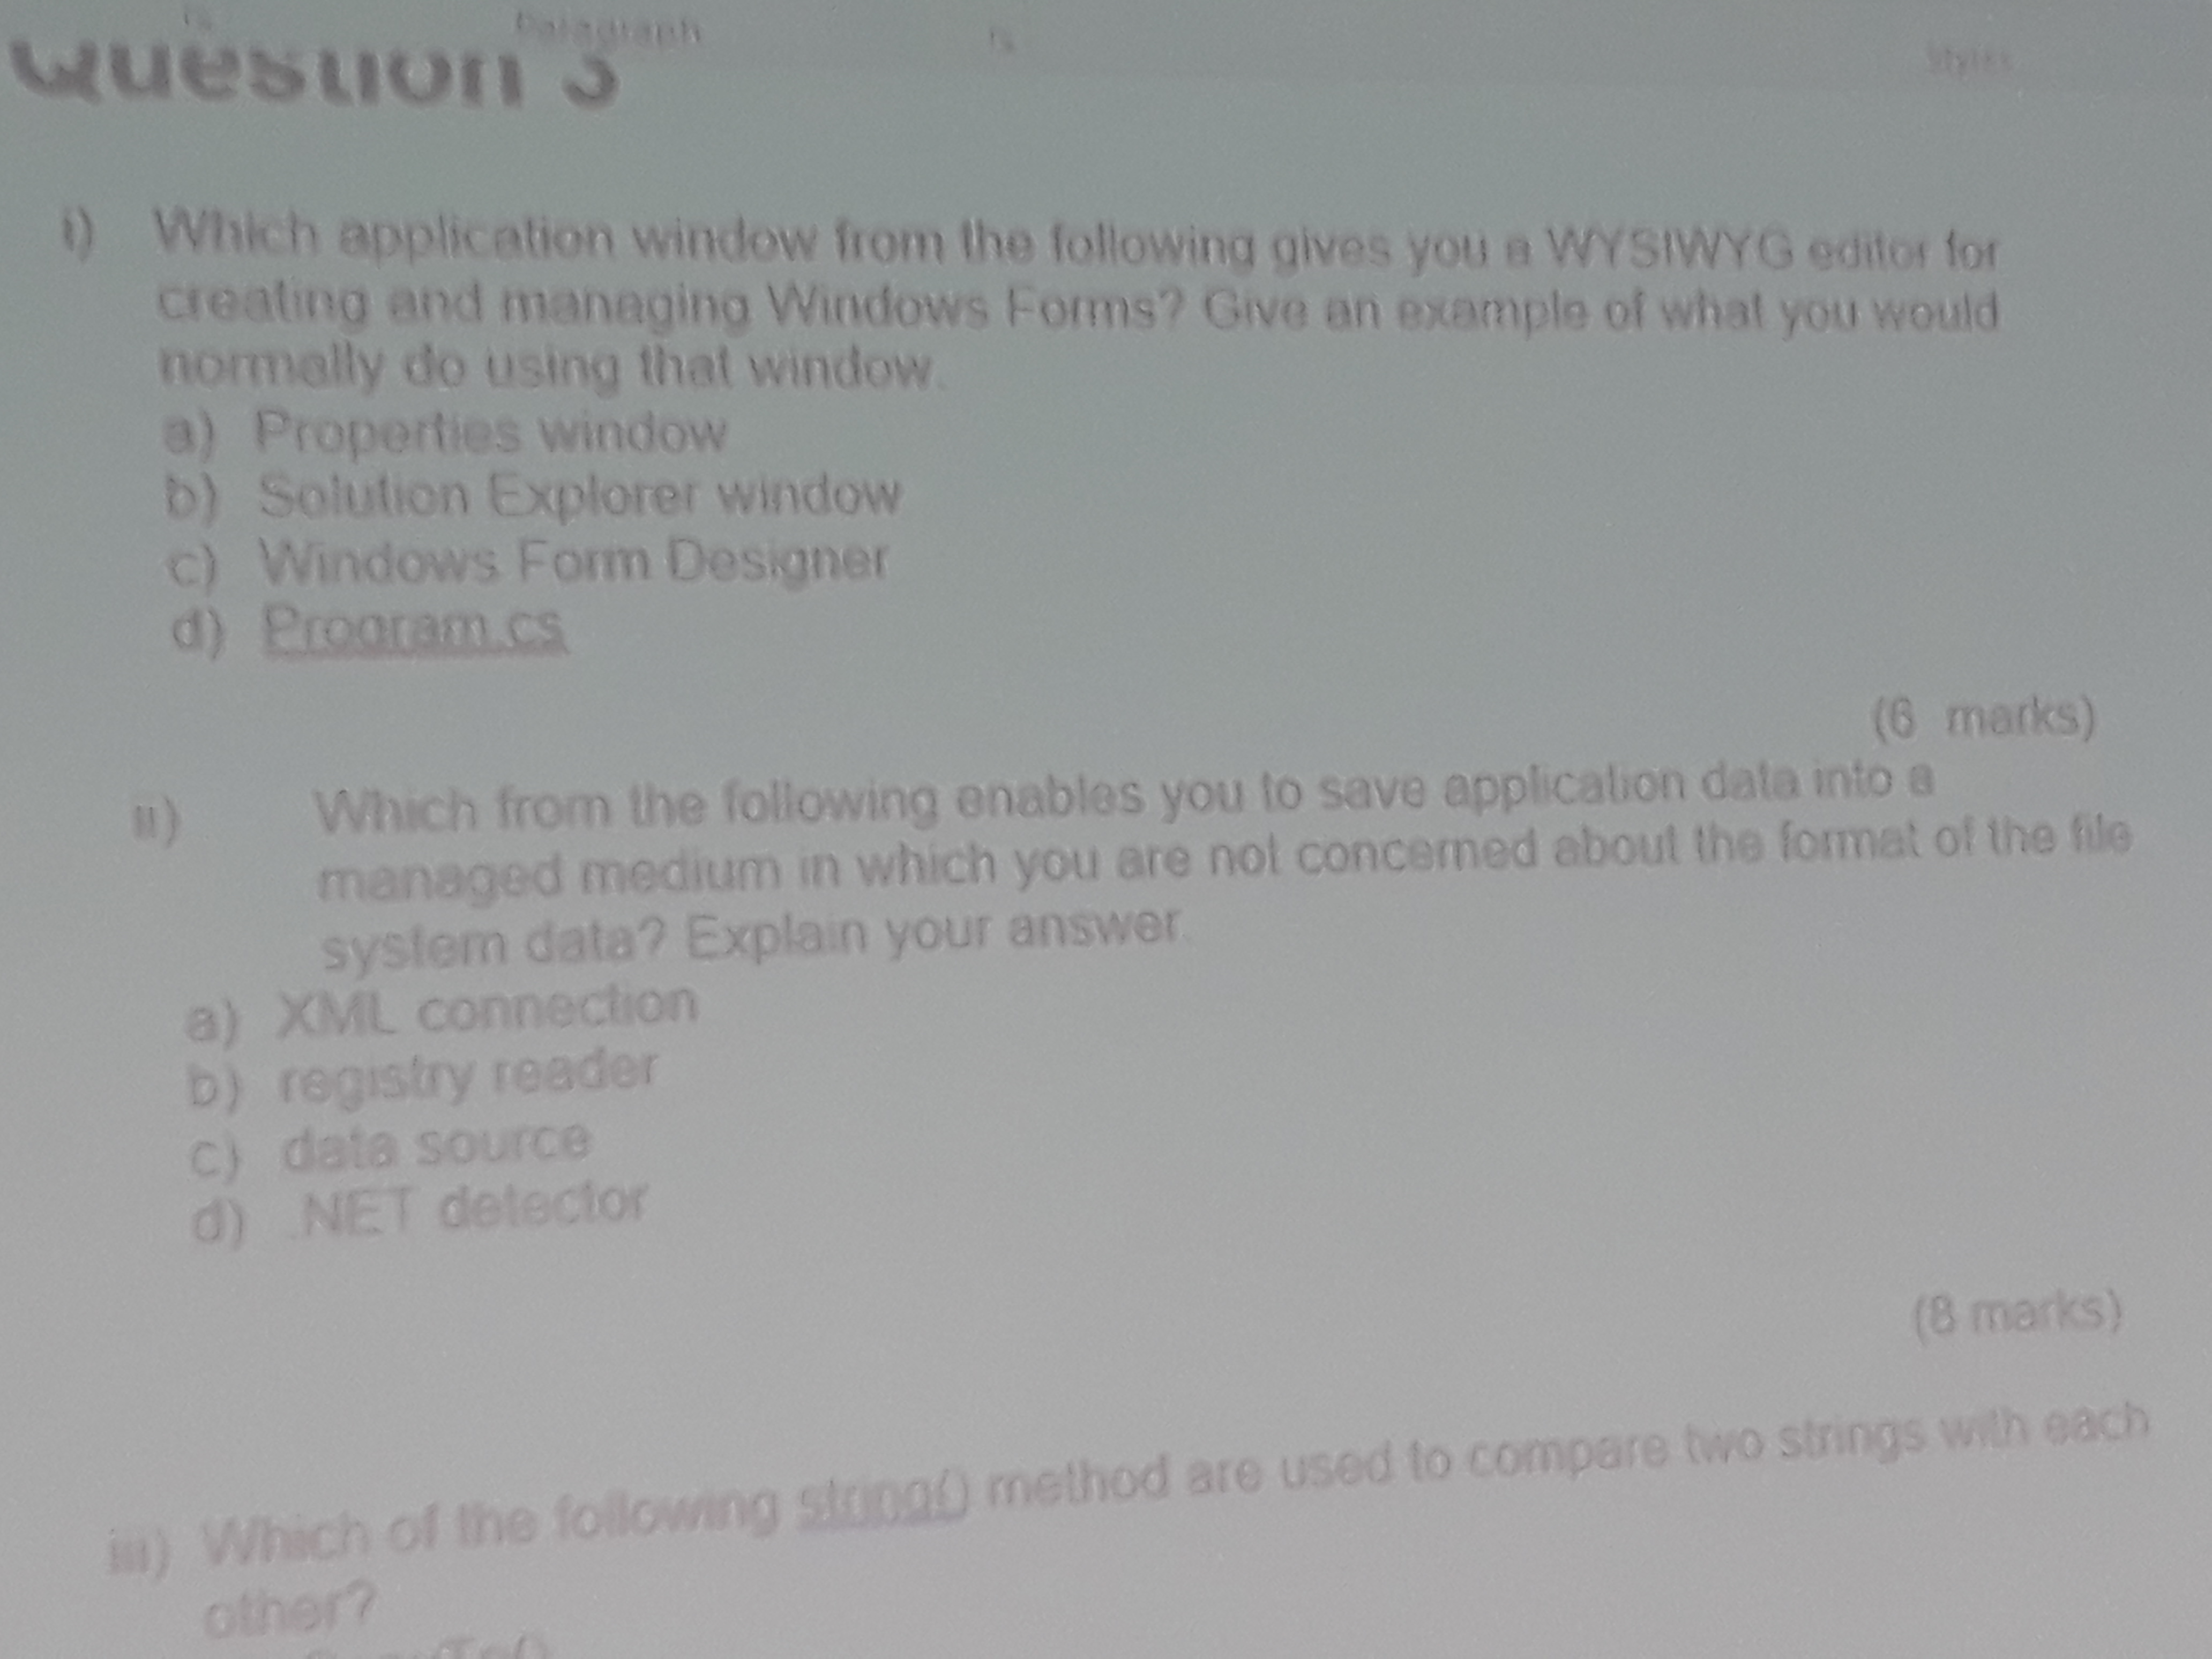 Paragraph
Styles
Question 3
i) Which application window from the following gives you a WYSIWYG editor for
creating and managing Windows Forms? Give an example of what you would
normally do using that window.
a) Properties window
b) Solution Explorer window
c) Windows Form Designer
d) Program.cs
(6 marks)
ii) Which from the following enables you to save application data into a
managed medium in which you are not concerned about the format of the file
system data? Explain your answer.
a) XML connection
b) registry reader
c) data source
d) .NET detector
(8 marks)
iii) Which of the following string() method are used to compare two strings with each
other?